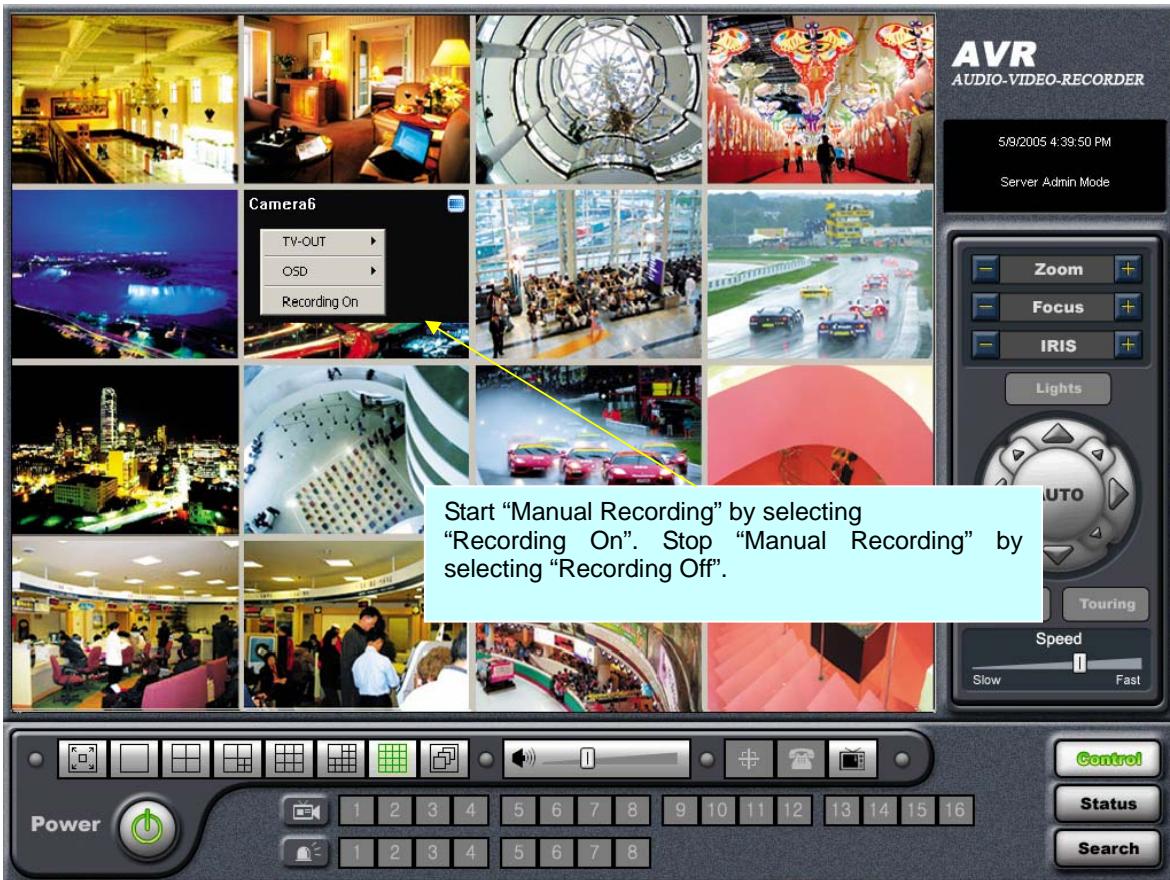 AVR
AUDIO-VIDEO-RECORDER
5/9/2005 4:39:50 PM
Server Admin Mode
Camera6
TV-OUT
OSD
Recording On
Zoom
Focus
IRIS
Lights
AUTO
Start “Manual Recording” by selecting
“Recording On”. Stop “Manual Recording” by
selecting “Recording Off”.
Touring
Speed
Slow Fast
Control
Power
1 2 3 4 5 6 7 8 9 10 11 12 13 14 15 16
Status
1 2 3 4 5 6 7 8
Search